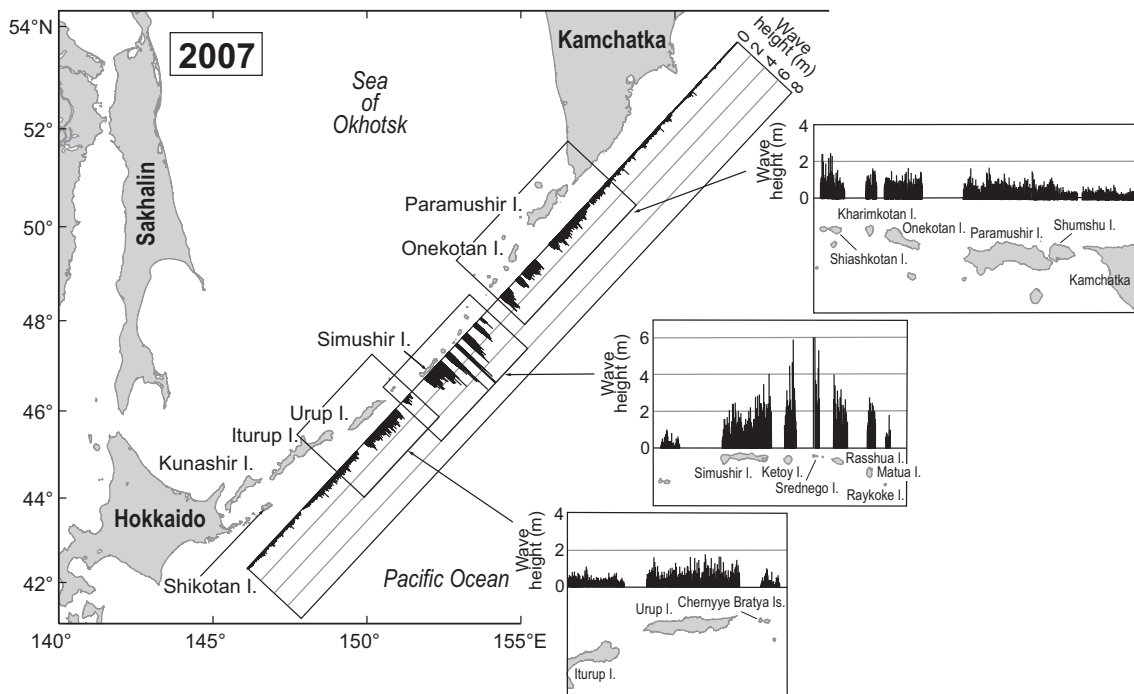 54°N
52°
50°
48°
46°
44°
42°
140°
145°
150°
155°E
2007
Sea
of
Okhotsk
Kamchatka
Sakhalin
Hokkaido
Pacific Ocean
Paramushir I.
Onekotan I.
Simushir I.
Urup I.
Iturup I.
Kunashir I.
Shikotan I.
Wave
height (m)
0
2
4
6
8
Wave
height (m)
4
2
0
Kharimkotan I.
Onekotan I.
Shiashkotan I.
Paramushir I.
Shumshu I.
Kamchatka
Wave
height (m)
6
4
2
0
Simushir I.
Ketoy I.
Srednego I.
Rasshua I.
Matua I.
Raykoke I.
Wave
height (m)
4
2
0
Urup I.
Chernyye Bratya Is.
Iturup I.